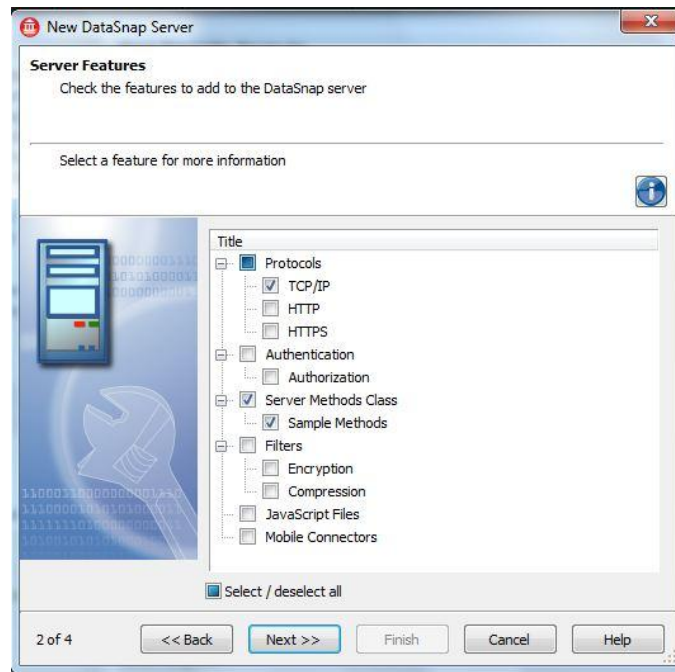 New DataSnap Server
Server Features
Check the features to add to the DataSnap server
Select a feature for more information
Title
Protocols
TCP/IP
HTTP
HTTPS
Authentication
Authorization
Server Methods Class
Sample Methods
Filters
Encryption
Compression
JavaScript Files
Mobile Connectors
Select / deselect all
2 of 4
<< Back
Next >>
Finish
Cancel
Help